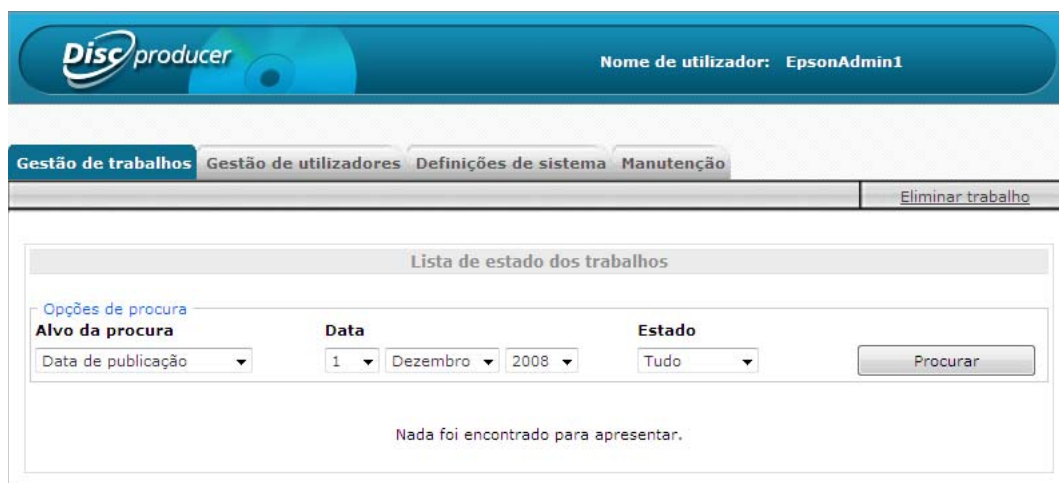 Disc producer
Nome de utilizador: EpsonAdmin1
Gestão de trabalhos Gestão de utilizadores Definições de sistema Manutenção
Eliminar trabalho
Lista de estado dos trabalhos
Opções de procura
Alvo da procura Data Estado
Data de publicação 1 Dezembro 2008 Tudo Procurar
Nada foi encontrado para apresentar.